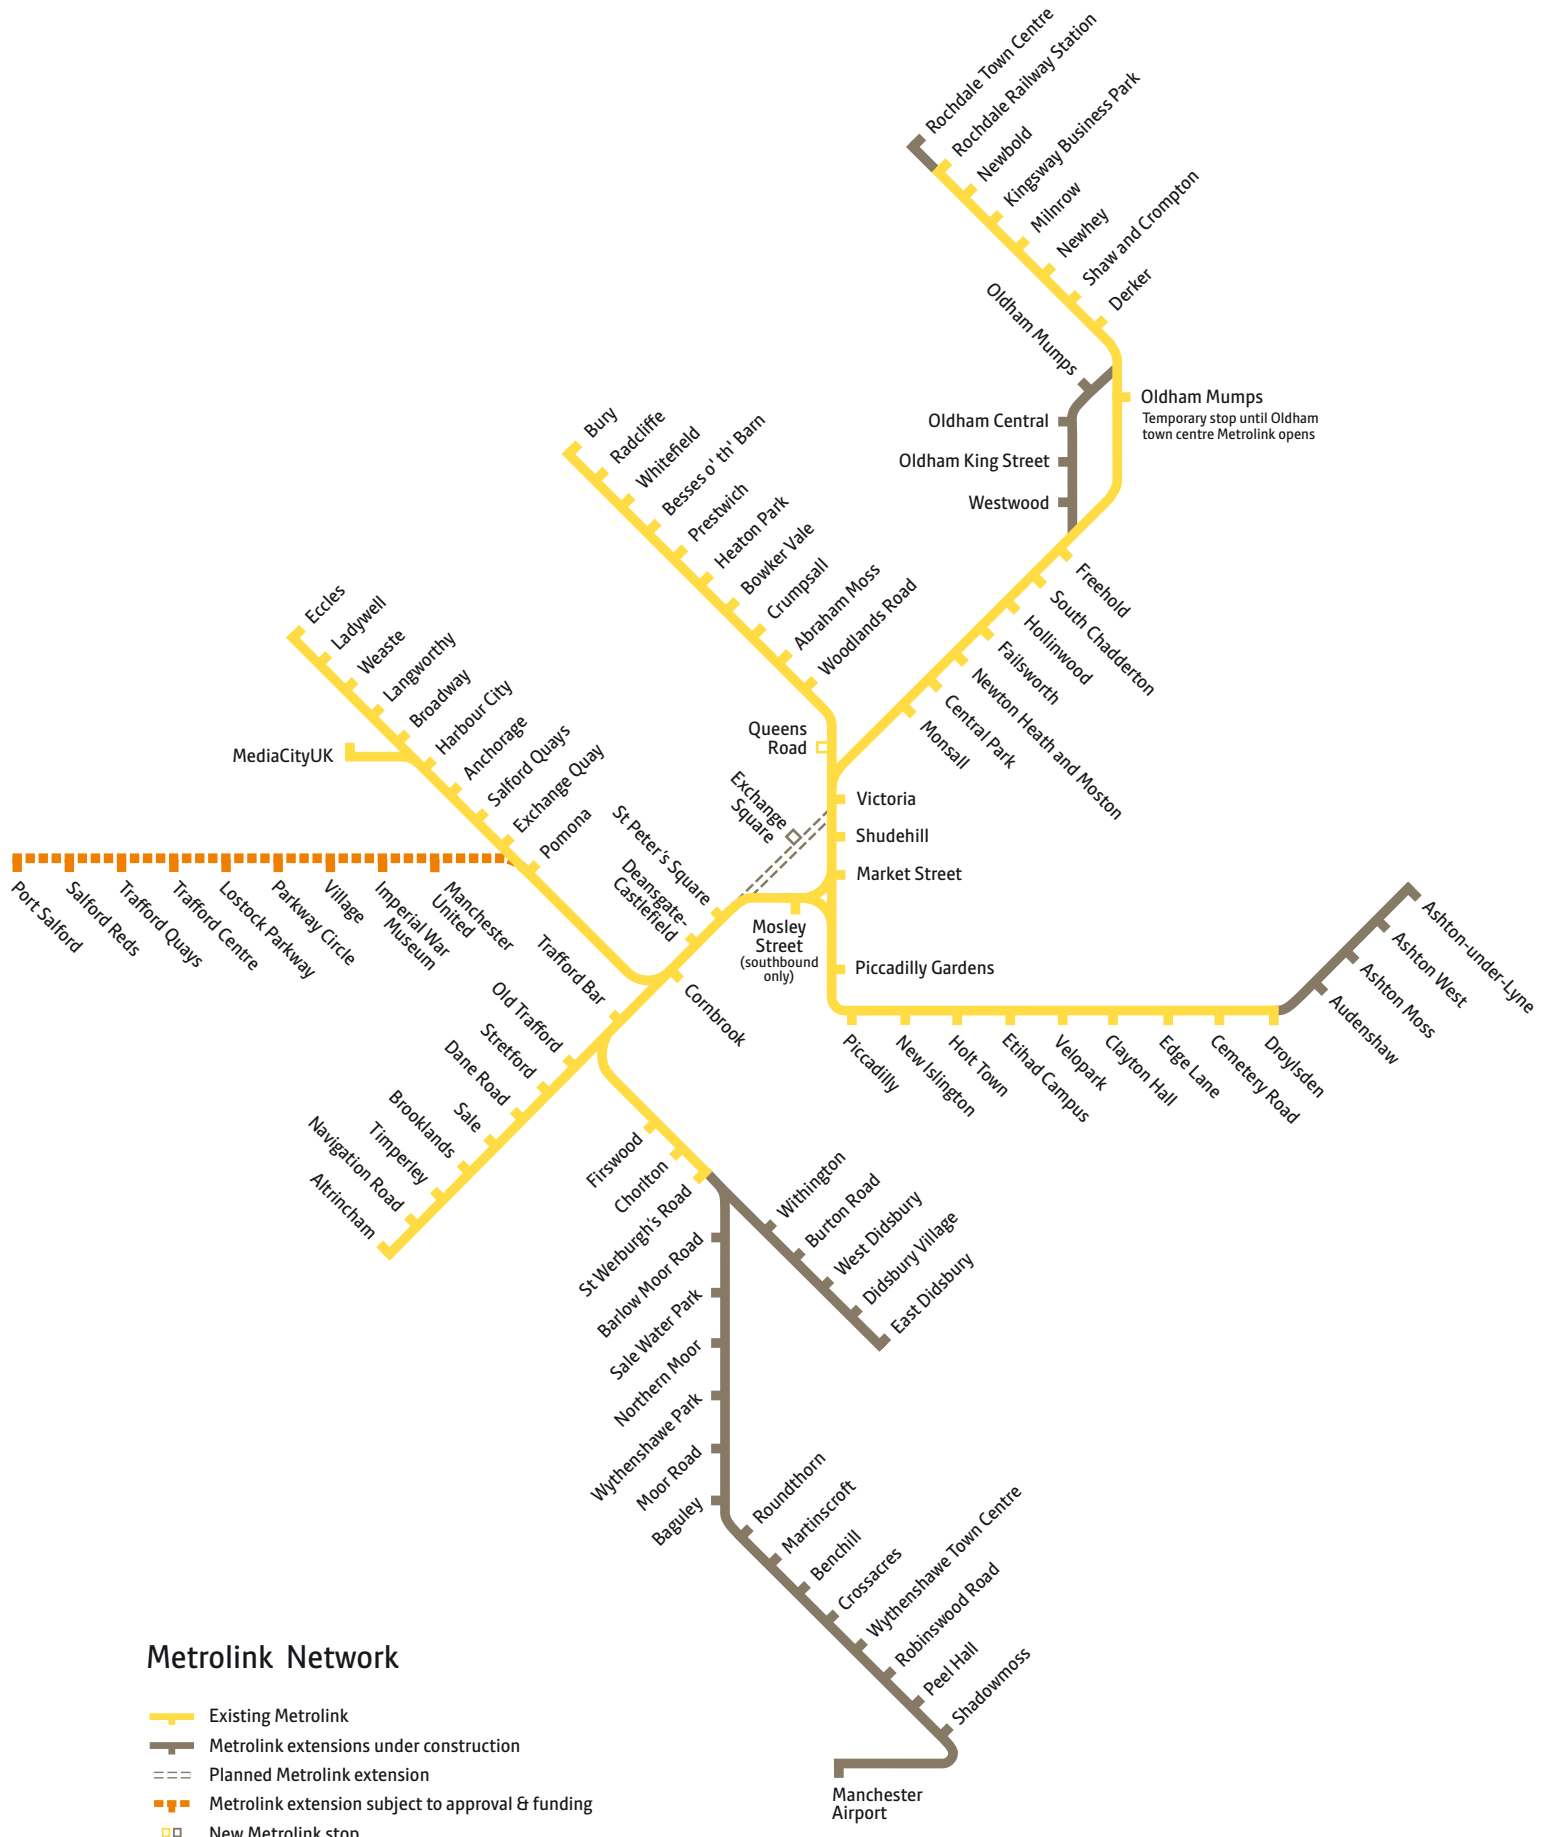 Rochdale Town Centre
Rochdale Railway Station
Newbold
Kingsway Business Park
Milnrow
Newhey
Shaw and Crompton
Derker
Oldham Mumps
Oldham Mumps
Temporary stop until Oldham
town centre Metrolink opens
Oldham Central
Oldham King Street
Westwood
Freehold
South Chadderton
Hollinwood
Failsworth
Newton Heath and Moston
Central Park
Monsall
Bury
Radcliffe
Whitefield
Besses o' th' Barn
Prestwich
Heaton Park
Bowker Vale
Crumpsall
Abraham Moss
Woodlands Road
Queens
Road
Victoria
Shudehill
Market Street
Exchange
Square
St Peter's Square
Deansgate-
Castlefield
Mosley
Street
(southbound
only)
Piccadilly Gardens
Eccles
Ladywell
Weaste
Langworthy
Broadway
MediaCityUK
Harbour City
Anchorage
Salford Quays
Exchange Quay
Pomona
Port Salford
Salford Reds
Trafford Quays
Trafford Centre
Lostock Parkway
Parkway Circle
Village
Imperial War
Museum
Manchester
United
Cornbrook
Trafford Bar
Old Trafford
Stretford
Dane Road
Sale
Brooklands
Timperley
Navigation Road
Altrincham
Piccadilly
New Islington
Holt Town
Etihad Campus
Velopark
Clayton Hall
Edge Lane
Cemetery Road
Droylsden
Audenshaw
Ashton Moss
Ashton West
Ashton-under-Lyne
Firswood
Chorlton
St Werburgh's Road
Withington
Burton Road
West Didsbury
Didsbury Village
East Didsbury
Barlow Moor Road
Sale Water Park
Northern Moor
Wythenshawe Park
Moor Road
Baguley
Roundthorn
Martinscroft
Benchill
Crossacres
Wythenshawe Town Centre
Robinswood Road
Peel Hall
Shadowmoss
Manchester
Airport
Metrolink Network
Existing Metrolink
Metrolink extensions under construction
Planned Metrolink extension
Metrolink extension subject to approval & funding
New Metrolink stop